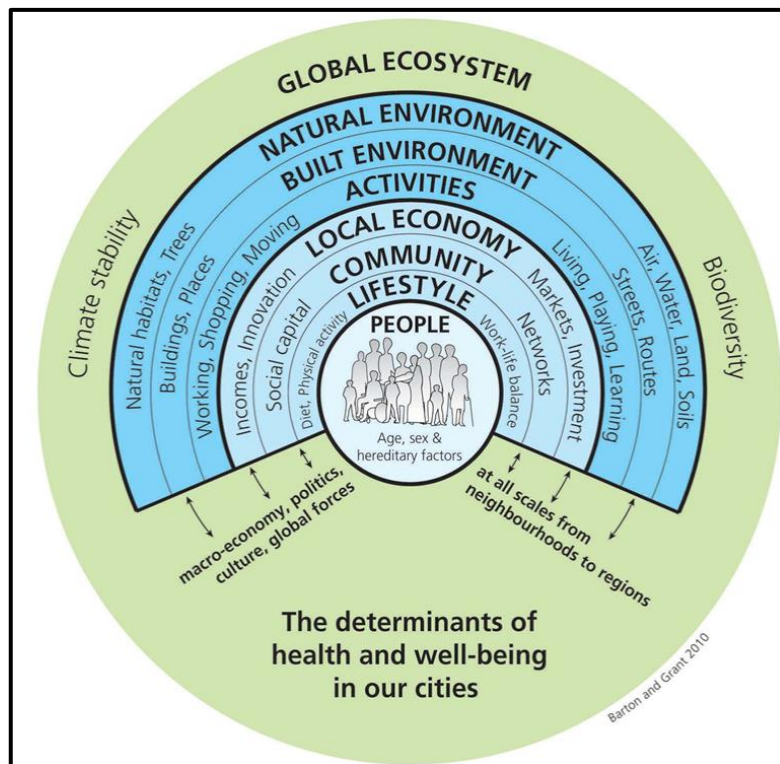 GLOBAL ECOSYSTEM
NATURAL ENVIRONMENT
BUILT ENVIRONMENT
ACTIVITIES
LOCAL ECONOMY
COMMUNITY
LIFESTYLE
PEOPLE
Age, sex &
hereditary factors
Climate stability
Natural habitats, Trees
Buildings, Places
Working, Shopping, Moving
Incomes, Innovation
Social capital
Diet, Physical activity
Work-life balance
Networks
Markets, Investment
Living, Playing, Learning
Streets, Routes
Air, Water, Land, Soils
Biodiversity
macro-economy, politics,
culture, global forces
at all scales from
neighbourhoods to regions
The determinants of
health and well-being
in our cities
Barton and Grant 2010